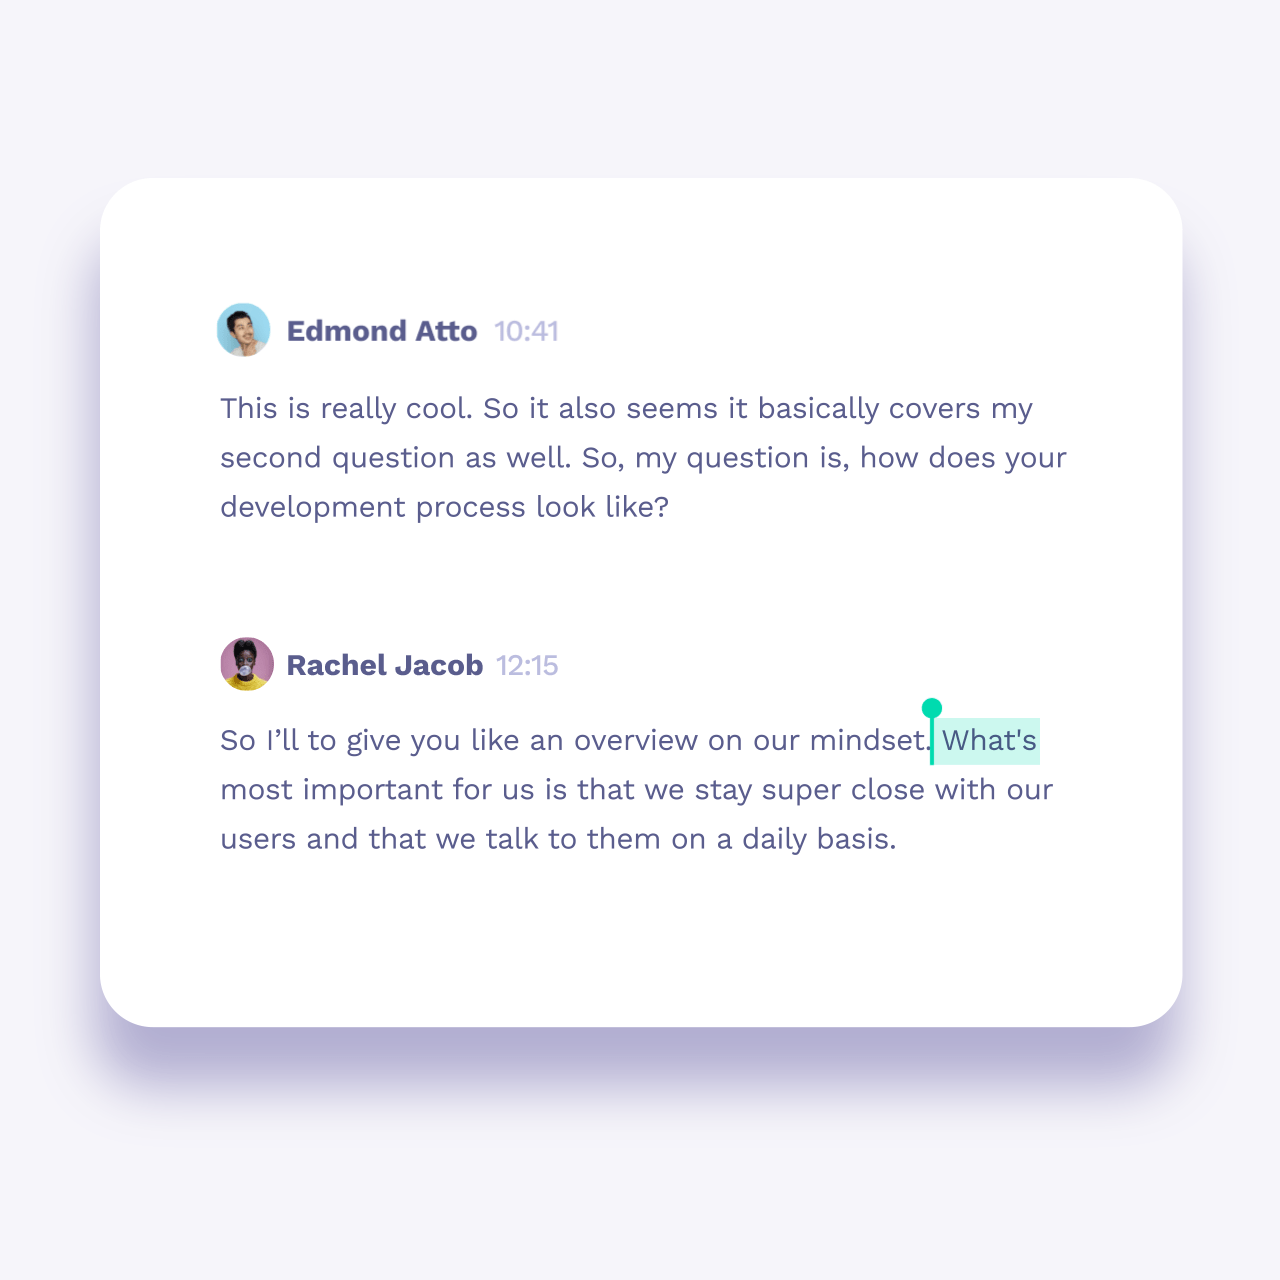 Edmond Atto 10:41
This is really cool. So it also seems it basically covers my
second question as well. So, my question is, how does your
development process look like?
Rachel Jacob 12:15
So I’ll to give you like an overview on our mindset. What's
most important for us is that we stay super close with our
users and that we talk to them on a daily basis.